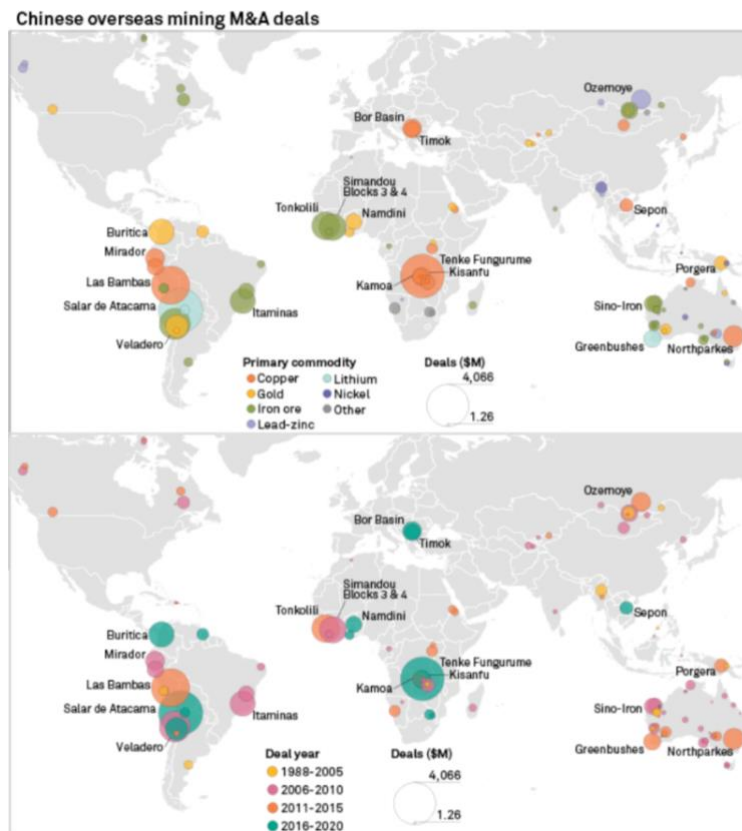 Chinese overseas mining M&A deals
Ozernoye
Bor Basin
Timok
Simandou
Blocks 3 & 4
Tonkolili
Namdini
Sepon
Buritica
Mirador
Las Bambas
Tenke Fungurume
Kisanfu
Kamoa
Porgera
Salar de Atacama
Itaminas
Sino-Iron
Veladero
Greenbushes
Northparkes
Primary commodity
Copper
Gold
Iron ore
Lead-zinc
Lithium
Nickel
Other
Deals ($M)
4,066
1.26
Ozernoye
Bor Basin
Timok
Simandou
Blocks 3 & 4
Tonkolili
Namdini
Sepon
Buritica
Mirador
Las Bambas
Tenke Fungurume
Kisanfu
Kamoa
Porgera
Salar de Atacama
Itaminas
Sino-Iron
Veladero
Greenbushes
Northparkes
Deal year
1988-2005
2006-2010
2011-2015
2016-2020
Deals ($M)
4,066
1.26